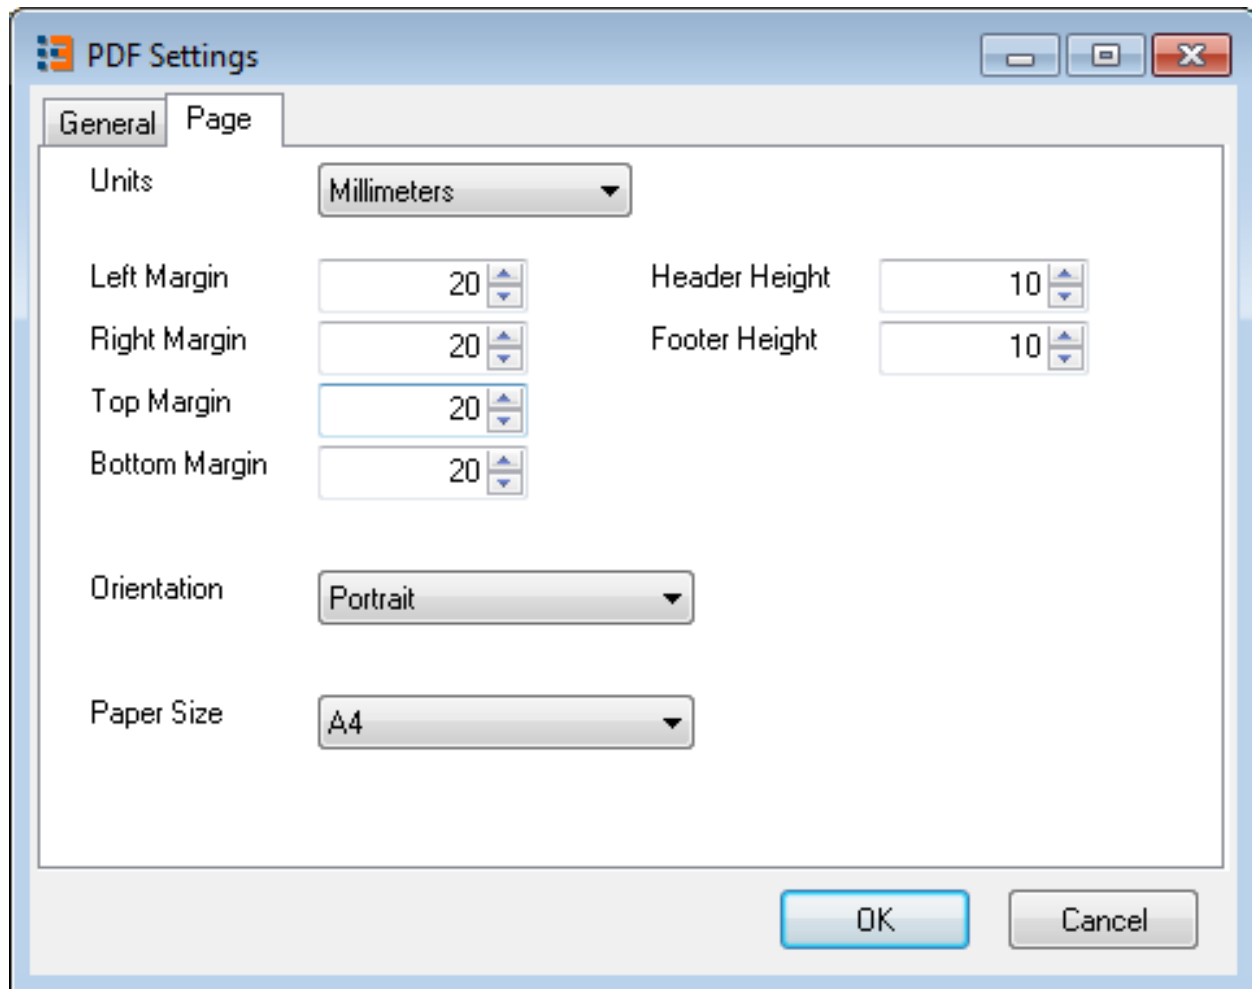 PDF Settings
General Page
Units Millimeters
Left Margin 20 Header Height 10
Right Margin 20 Footer Height 10
Top Margin 20
Bottom Margin 20
Orientation Portrait
Paper Size A4
OK Cancel